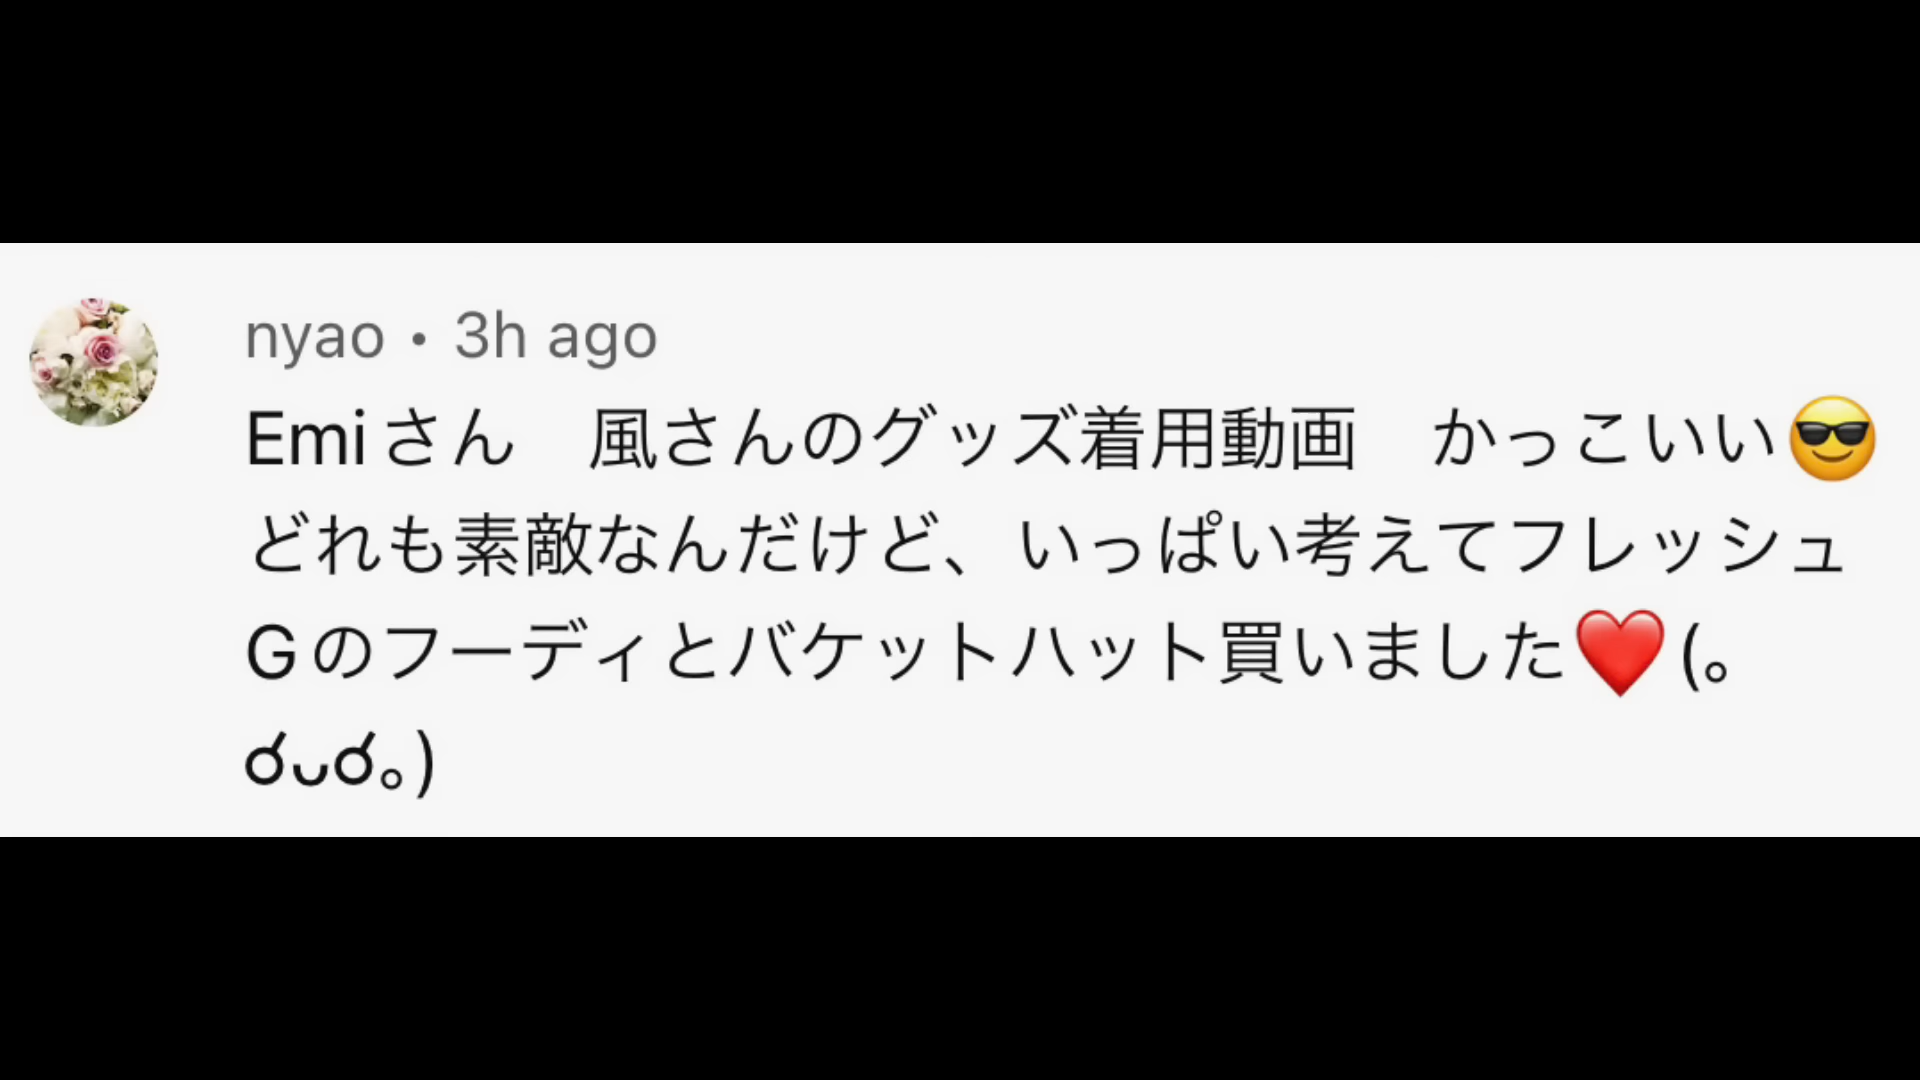 nyao • 3h ago
Emiさん　風さんのグッズ着用動画　かっこいい😎
どれも素敵なんだけど、いっぱい考えてフレッシュ
Gのフーディとバケットハット買いました❤️(。
☌ᴗ☌。)